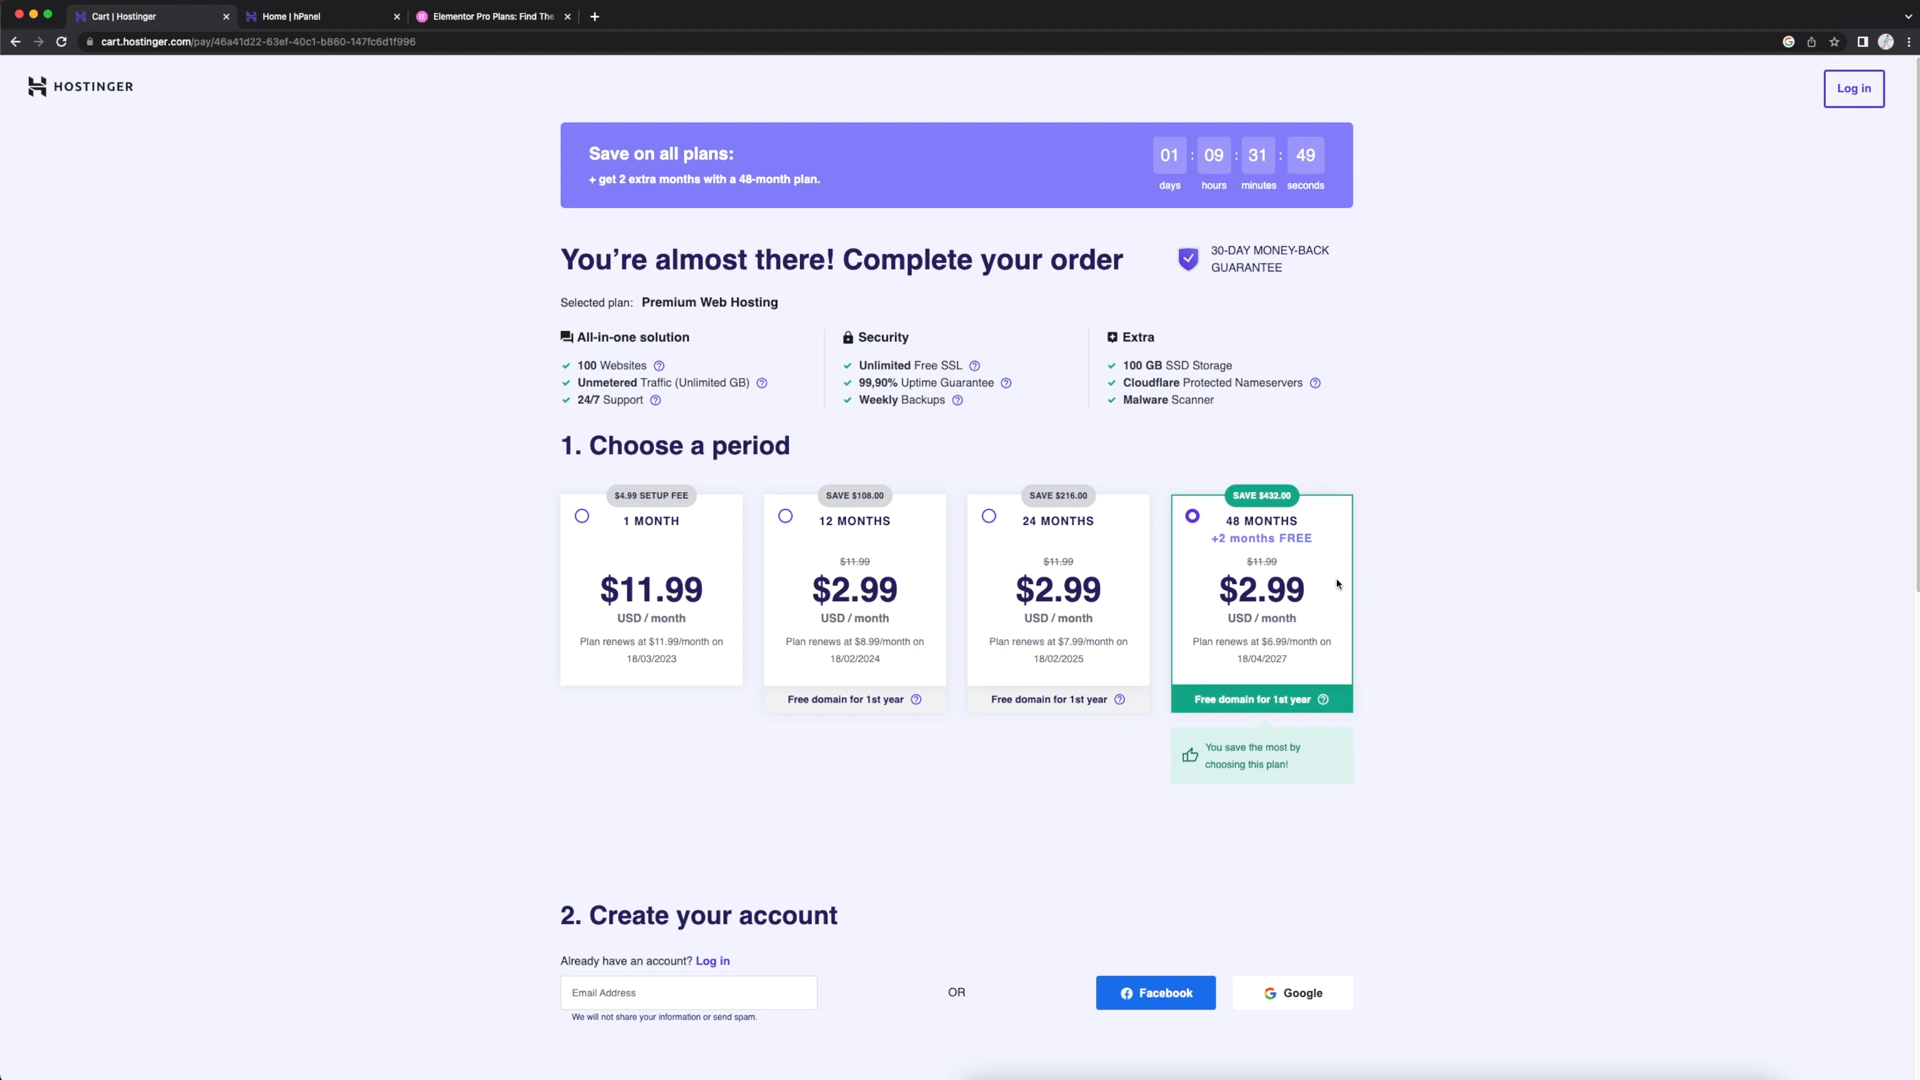 Cart | Hostinger
Home | hPanel
Elementor Pro Plans: Find The
cart.hostinger.com/pay/46a41d22-63ef-40c1-b860-147fc6d1f996
HOSTINGER
Log in
Save on all plans:
+ get 2 extra months with a 48-month plan.
01 : 09 : 31 : 49
days hours minutes seconds
You're almost there! Complete your order
30-DAY MONEY-BACK
GUARANTEE
Selected plan: Premium Web Hosting
All-in-one solution
100 Websites
Unmetered Traffic (Unlimited GB)
24/7 Support
Security
Unlimited Free SSL
99,90% Uptime Guarantee
Weekly Backups
Extra
100 GB SSD Storage
Cloudflare Protected Nameservers
Malware Scanner
1. Choose a period
$4.99 SETUP FEE
1 MONTH
$11.99
USD / month
Plan renews at $11.99/month on
18/03/2023
SAVE $108.00
12 MONTHS
$11.99
$2.99
USD / month
Plan renews at $8.99/month on
18/02/2024
Free domain for 1st year
SAVE $216.00
24 MONTHS
$11.99
$2.99
USD / month
Plan renews at $7.99/month on
18/02/2025
Free domain for 1st year
SAVE $432.00
48 MONTHS
+2 months FREE
$11.99
$2.99
USD / month
Plan renews at $6.99/month on
18/04/2027
Free domain for 1st year
You save the most by
choosing this plan!
2. Create your account
Already have an account? Log in
Email Address
We will not share your information or send spam.
OR
Facebook
Google